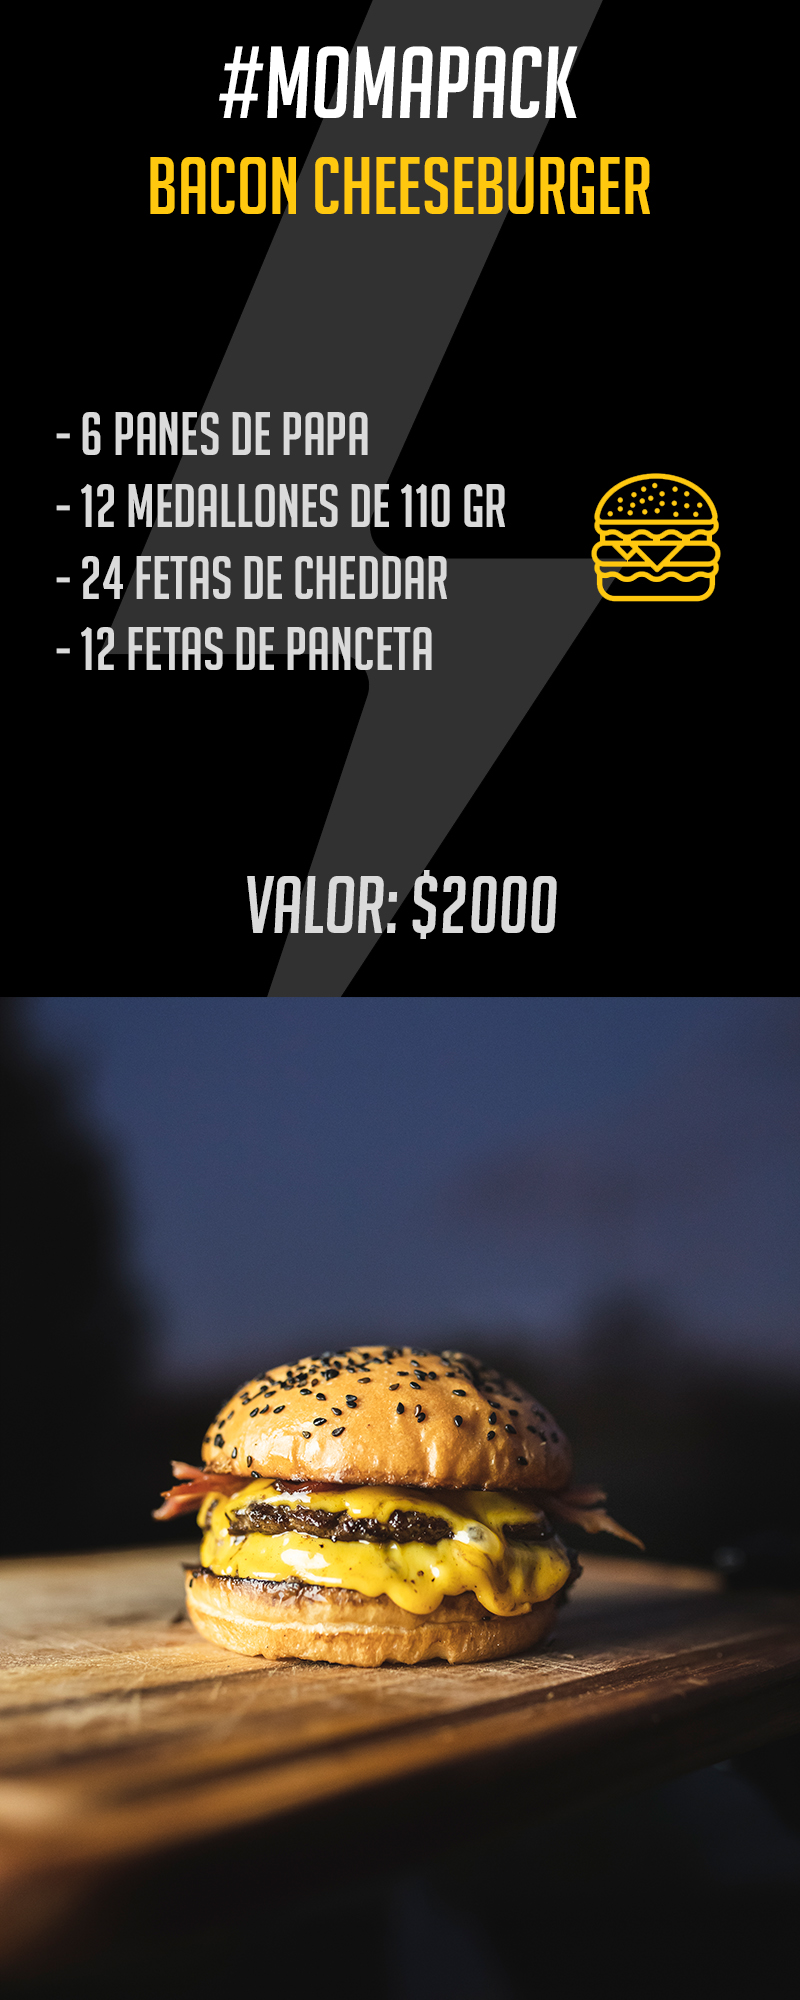 #MOMAPACK
BACON CHEESEBURGER
- 6 PANES DE PAPA
- 12 MEDALLONES DE 110 GR
- 24 FETAS DE CHEDDAR
- 12 FETAS DE PANCETA
VALOR: $2000